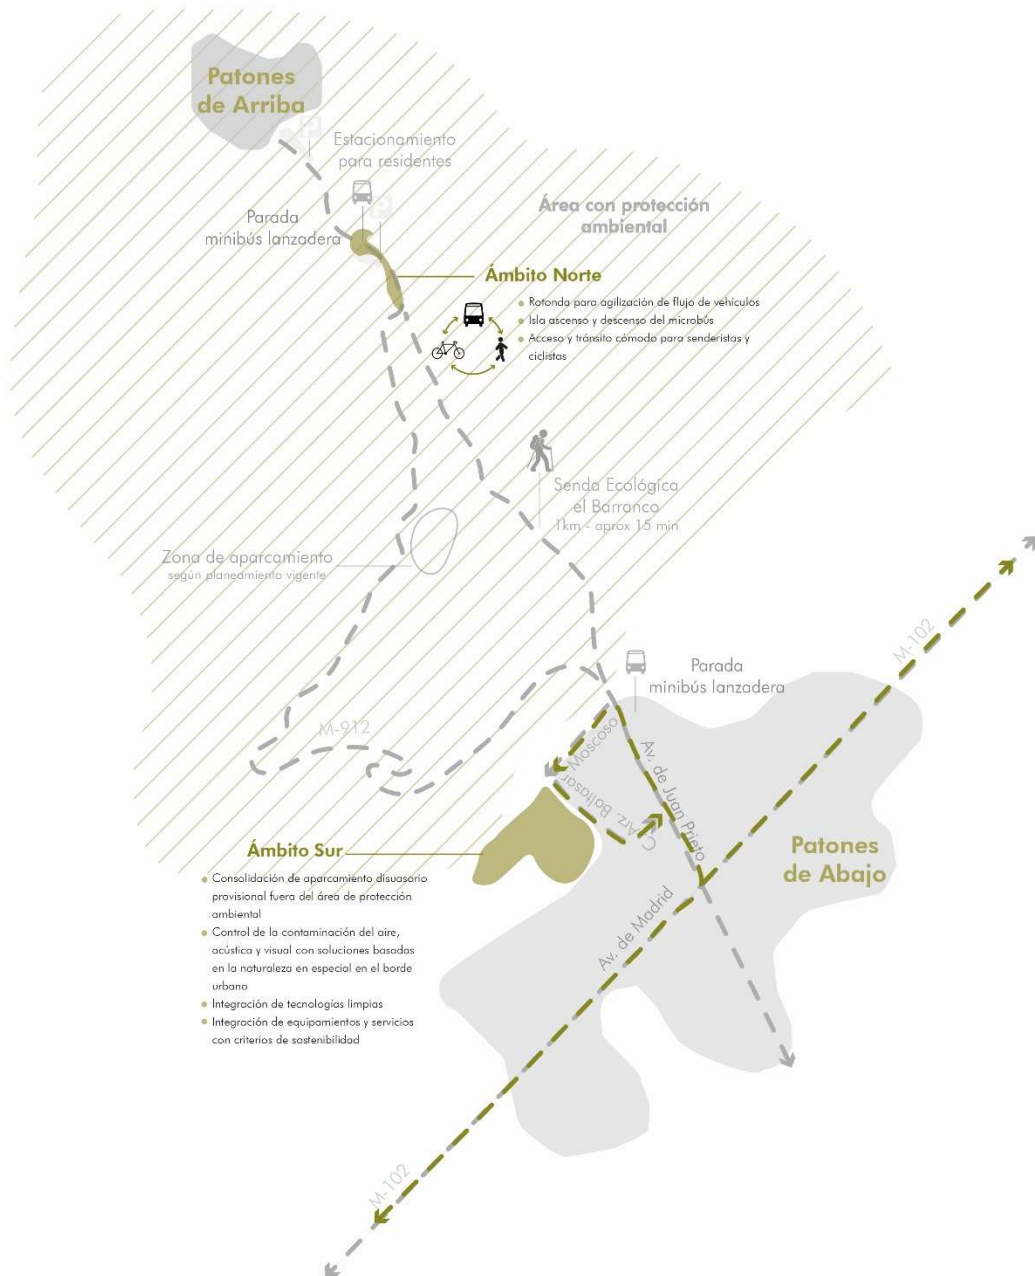 Patones
de Arriba
P
Estacionamiento
para residentes
P
Parada
minibús lanzadera
Área con protección
ambiental
Ámbito Norte
Rotonda para agilización de flujo de vehículos
Isla ascenso y descenso del microbús
Acceso y tránsito cómodo para senderistas y
ciclistas
Senda Ecológica
el Barranco
1km - aprox 15 min
Zona de aparcamiento
según planeamiento vigente
M-102
Parada
minibús lanzadera
M-912
C. Arz. Baltasar Moscoso
Av. de Juan Prieto
Patones
de Abajo
Av. de Madrid
Ámbito Sur
Consolidación de aparcamiento disuasorio
provisional fuera del área de protección
ambiental
Control de la contaminación del aire,
acústica y visual con soluciones basadas
en la naturaleza en especial en el borde
urbano
Integración de tecnologías limpias
Integración de equipamientos y servicios
con criterios de sostenibilidad
M-102